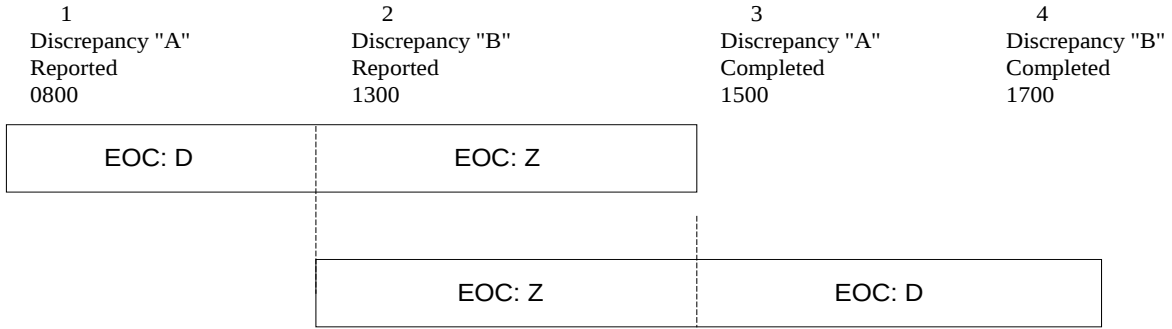 1 2 3 4
Discrepancy "A" Discrepancy "B" Discrepancy "A" Discrepancy "B"
Reported Reported Completed Completed
0800 1300 1500 1700
EOC: D EOC: Z
EOC: Z EOC: D